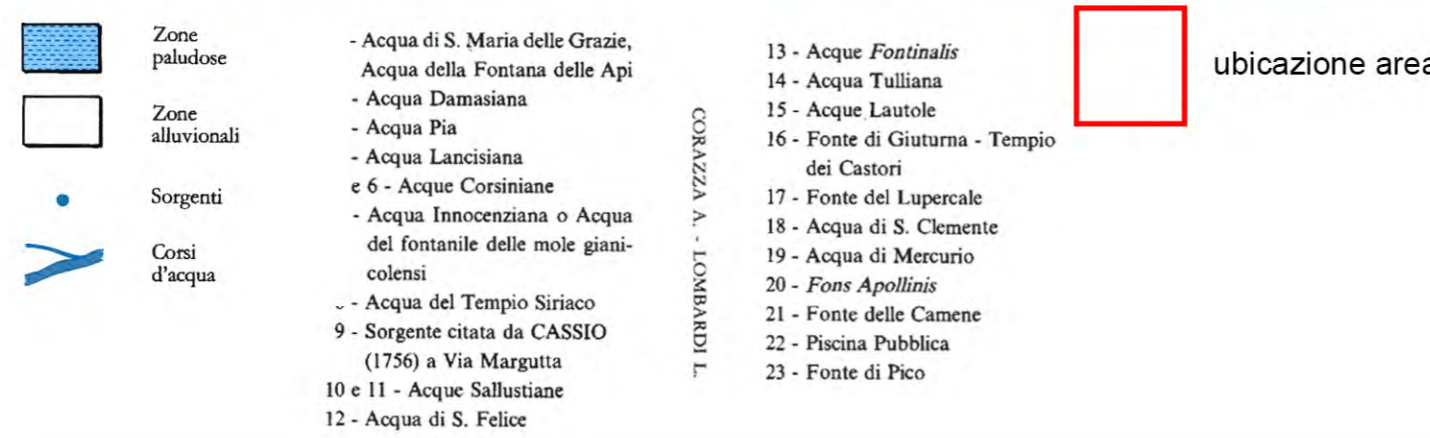 Zone
paludose
Zone
alluvionali
Sorgenti
Corsi
d'acqua
- Acqua di S. Maria delle Grazie,
Acqua della Fontana delle Api
- Acqua Damasiana
- Acqua Pia
- Acqua Lancisiana
e 6 - Acque Corsiniane
- Acqua Innocenziana o Acqua
del fontanile delle mole giani-
colensi
- Acqua del Tempio Siriaco
9 - Sorgente citata da CASSIO
(1756) a Via Margutta
10 e 11 - Acque Sallustiane
12 - Acqua di S. Felice
CORAZZA A. - LOMBARDI L.
13 - Acque Fontinalis
14 - Acqua Tulliana
15 - Acque Lautole
16 - Fonte di Giuturna - Tempio
dei Castori
17 - Fonte del Lupercale
18 - Acqua di S. Clemente
19 - Acqua di Mercurio
20 - Fons Apollinis
21 - Fonte delle Camene
22 - Piscina Pubblica
23 - Fonte di Pico
ubicazione area